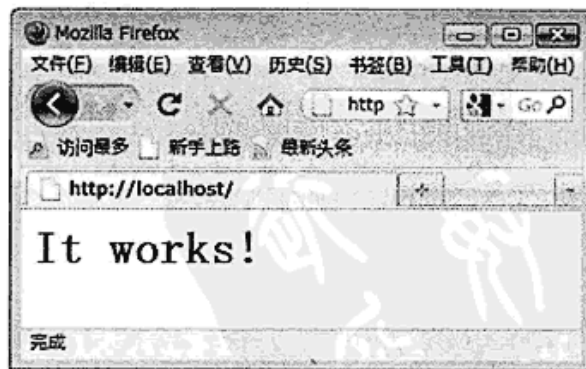 Mozilla Firefox
文件(F) 编辑(E) 查看(V) 历史(S) 书签(B) 工具(T) 帮助(H)
http Go
访问最多 新手上路 最新头条
http://localhost/
It works!
完成